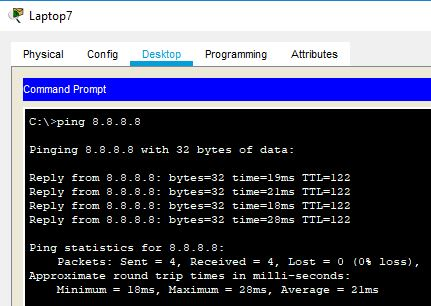 Laptop7
Physical Config Desktop Programming Attributes
Command Prompt
C:\>ping 8.8.8.8
Pinging 8.8.8.8 with 32 bytes of data:
Reply from 8.8.8.8: bytes=32 time=19ms TTL=122
Reply from 8.8.8.8: bytes=32 time=21ms TTL=122
Reply from 8.8.8.8: bytes=32 time=18ms TTL=122
Reply from 8.8.8.8: bytes=32 time=28ms TTL=122
Ping statistics for 8.8.8.8:
Packets: Sent = 4, Received = 4, Lost = 0 (0% loss),
Approximate round trip times in milli-seconds:
Minimum = 18ms, Maximum = 28ms, Average = 21ms